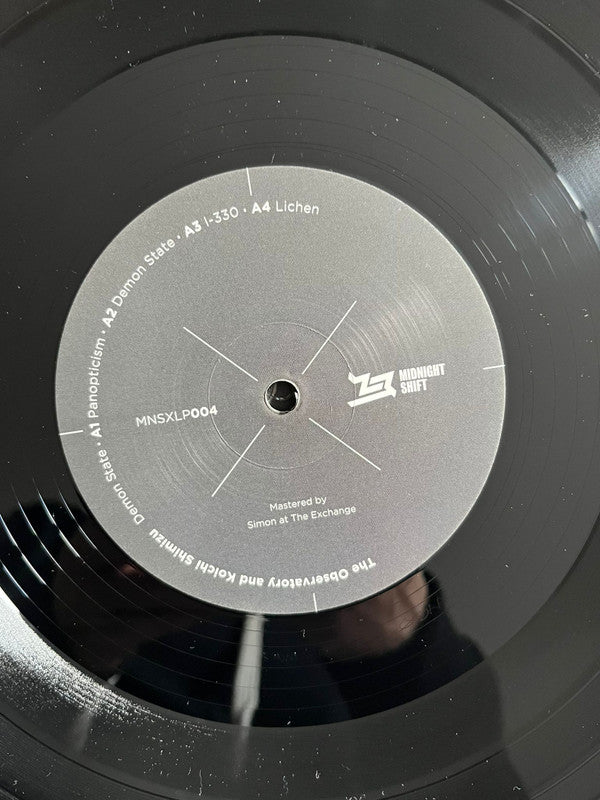 The Observatory and Koichi Shimizu Demon State • A1 Panopticism • A2 Demon State • A3 I-330 • A4 Lichen
MIDNIGHT
SHIFT
MNSXLP004
Mastered by
Simon at The Exchange